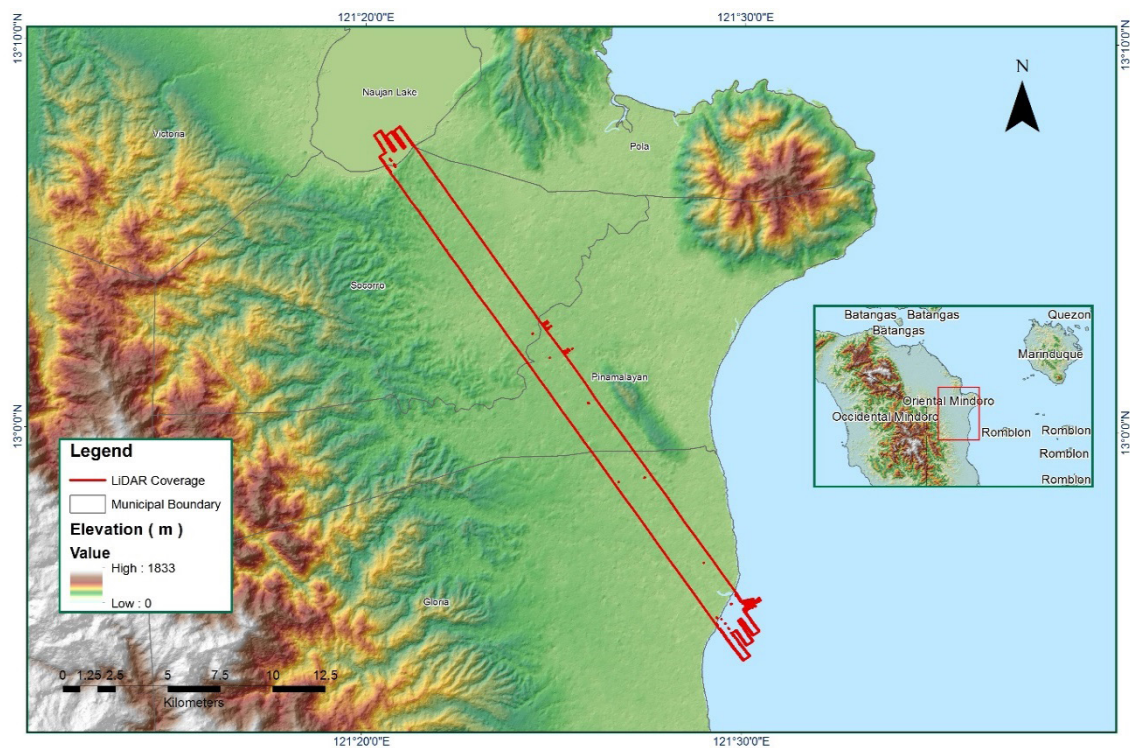 121°20'0"E
121°30'0"E
13°10'0"N
13°10'0"N
N
Naujan Lake
Victoria
Pola
Socorro
Pinamalayan
Gloria
13°0'0"N
13°0'0"N
Legend
LiDAR Coverage
Municipal Boundary
Elevation ( m )
Value
High : 1833
Low : 0
0 1.25 2.5 5 7.5 10 12.5
Kilometers
Batangas Batangas
Batangas
Quezon
Marinduque
Oriental Mindoro
Occidental Mindoro
Romblon
Romblon
Romblon
Romblon
121°20'0"E
121°30'0"E